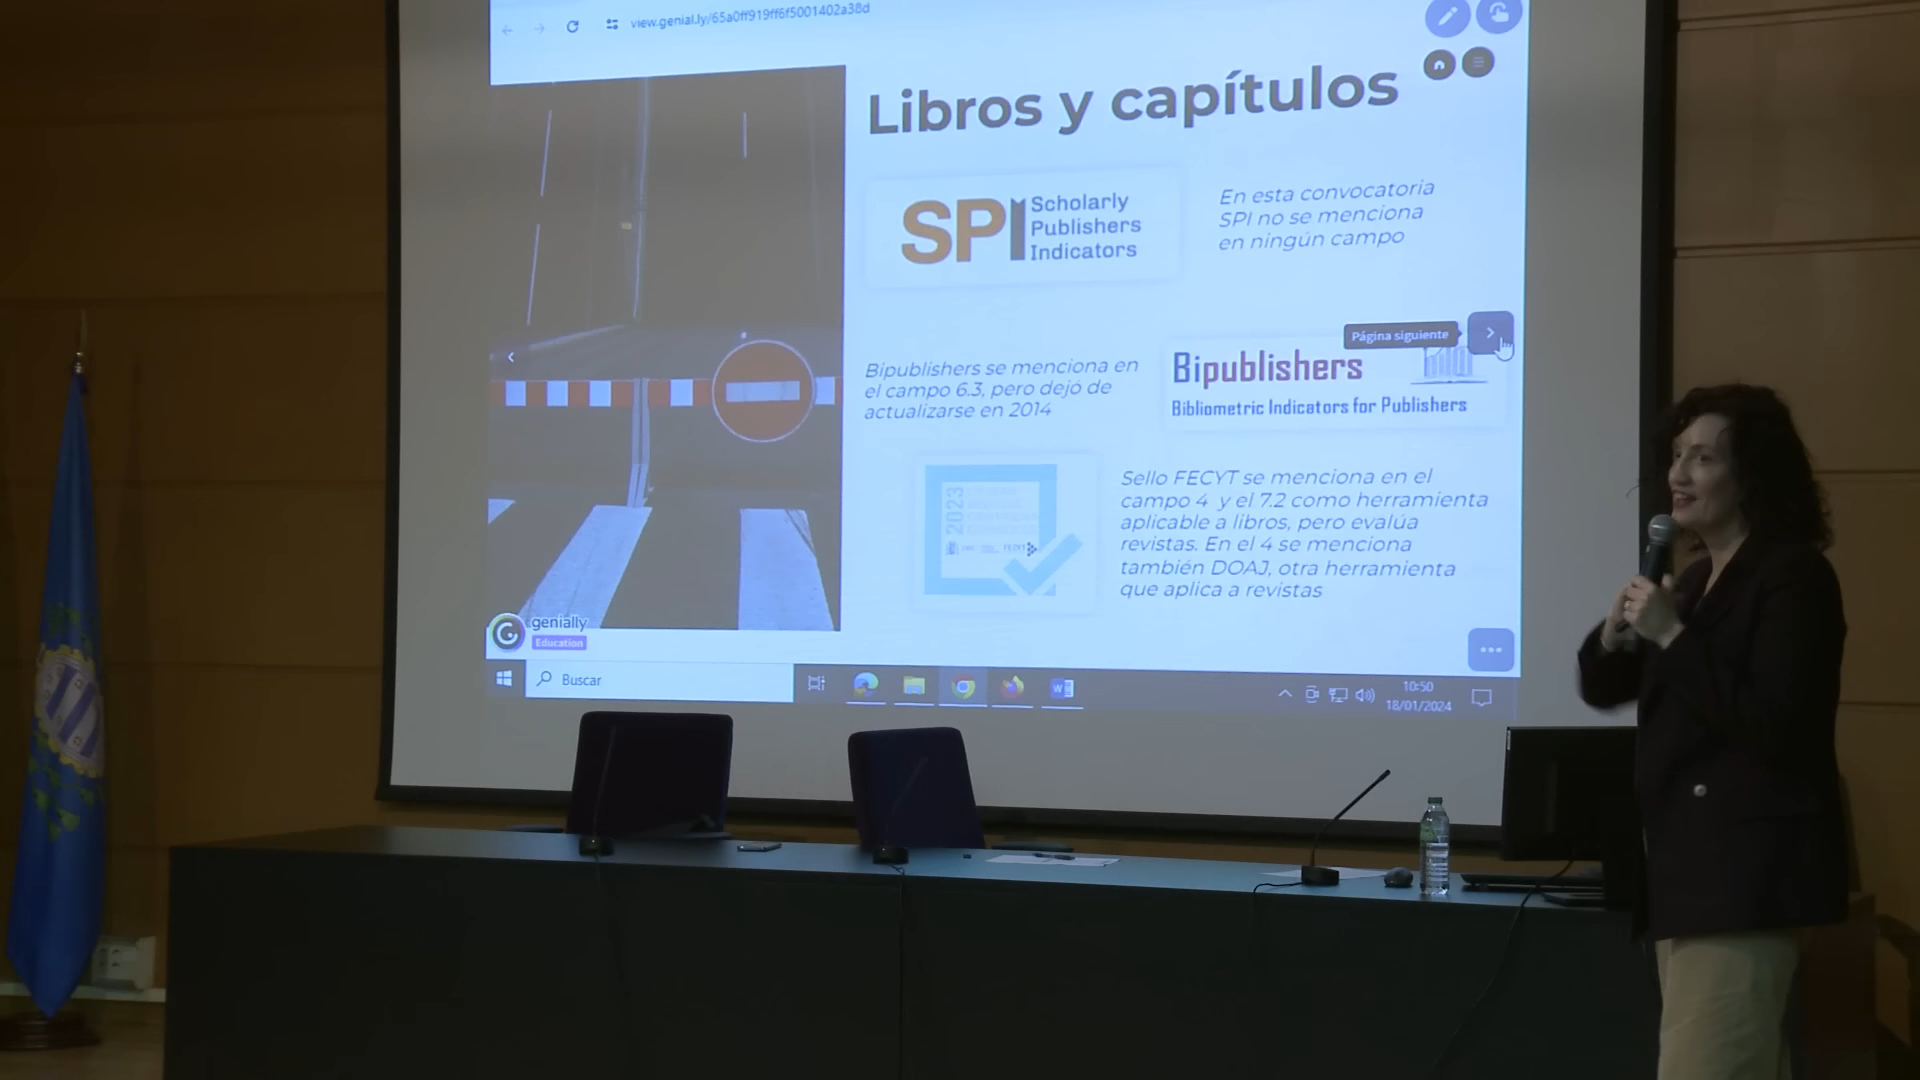 view.genial.ly/65a0ff919ff6f5001402a38d
Libros y capítulos
SPI Scholarly
Publishers
Indicators
En esta convocatoria
SPI no se menciona
en ningún campo
Página siguiente
Bipublishers se menciona en
el campo 6.3, pero dejó de
actualizarse en 2014
Bipublishers
Bibliometric Indicators for Publishers
2023
FECYT
Sello FECYT se menciona en el
campo 4 y el 7.2 como herramienta
aplicable a libros, pero evalúa
revistas. En el 4 se menciona
también DOAJ, otra herramienta
que aplica a revistas
genially
Education
Buscar
10:50
18/01/2024